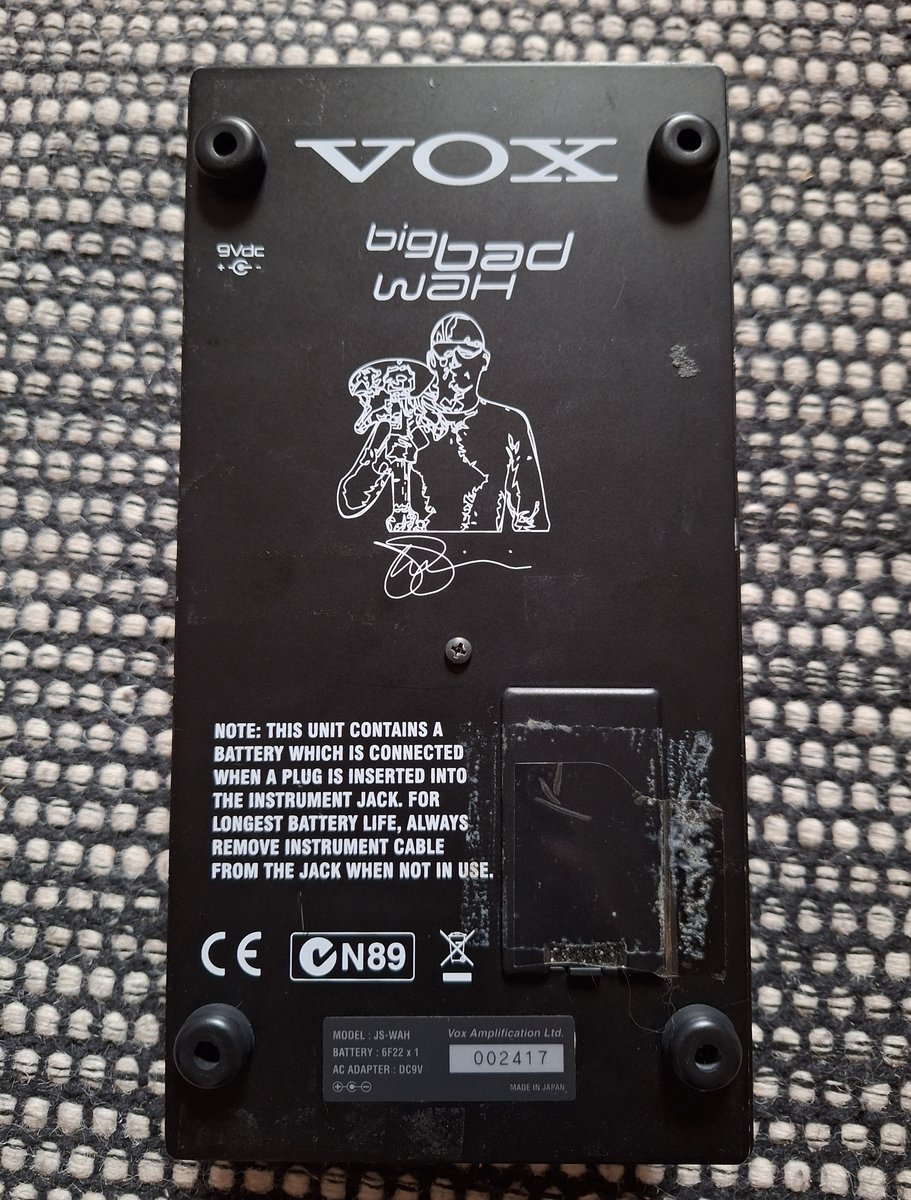 VOX
9Vdc
+ -
big bad
waH
NOTE: THIS UNIT CONTAINS A
BATTERY WHICH IS CONNECTED
WHEN A PLUG IS INSERTED INTO
THE INSTRUMENT JACK. FOR
LONGEST BATTERY LIFE, ALWAYS
REMOVE INSTRUMENT CABLE
FROM THE JACK WHEN NOT IN USE.
CE N89
MODEL : JS-WAH Vox Amplification Ltd.
BATTERY : 6F22 x 1 002417
AC ADAPTER : DC9V
MADE IN JAPAN